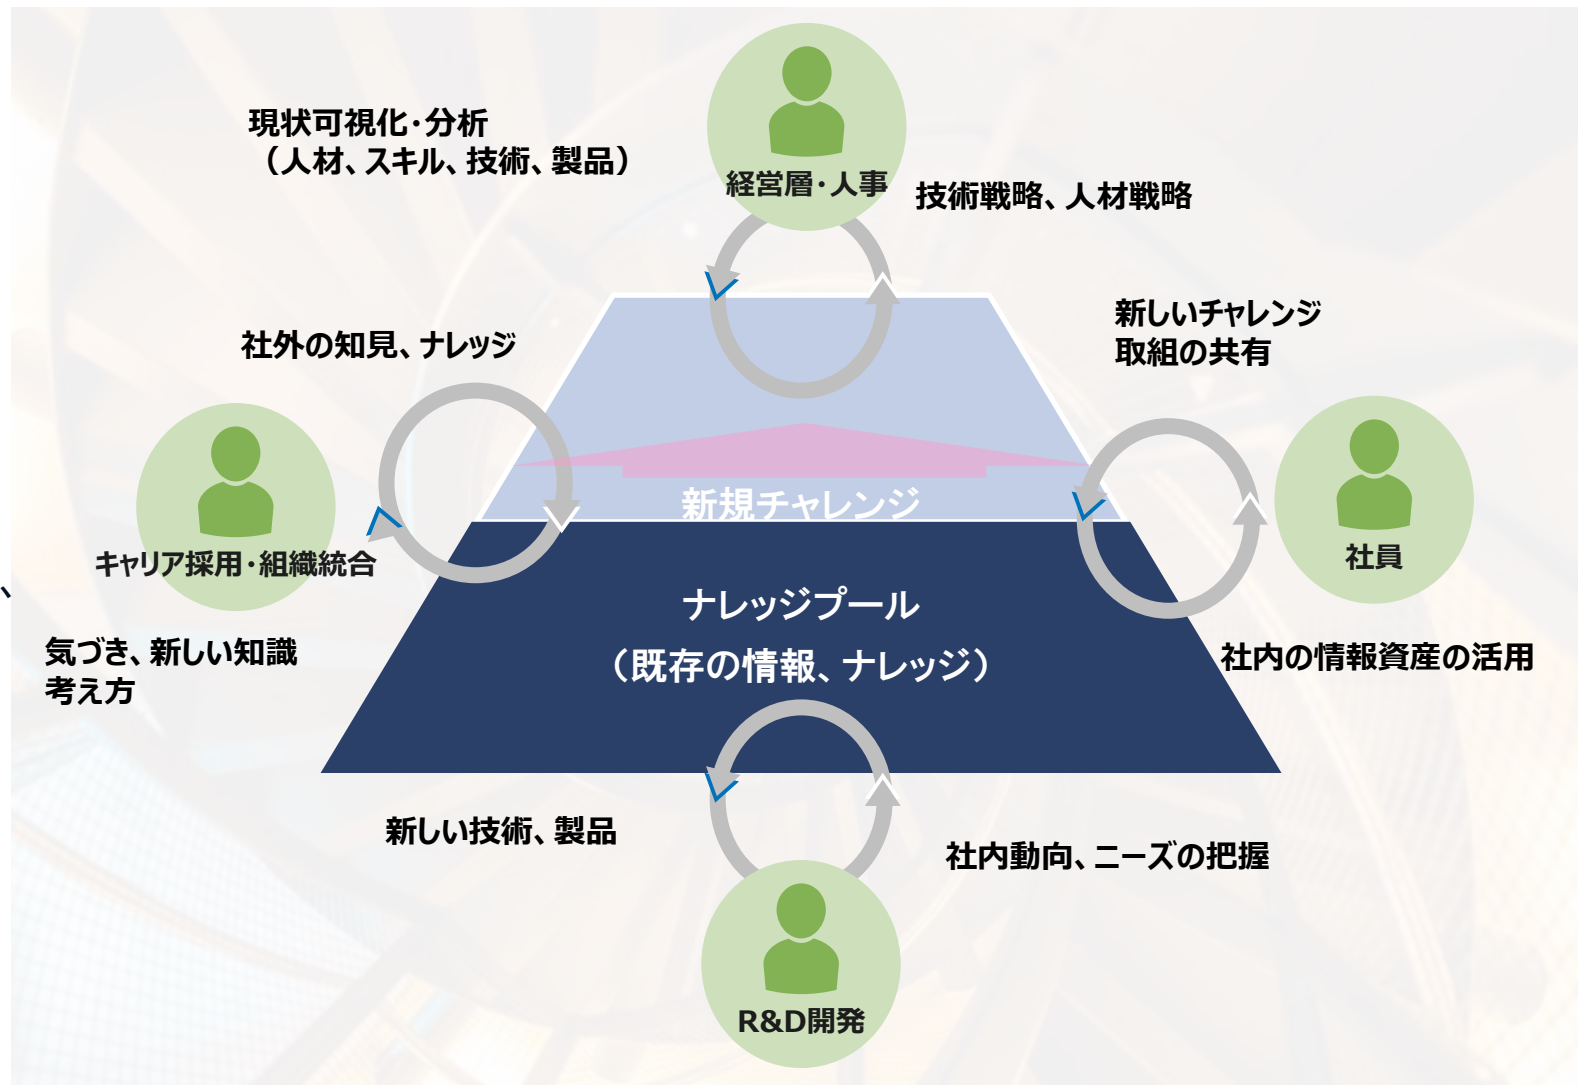 現状可視化・分析
（人材、スキル、技術、製品）
経営層・人事
技術戦略、人材戦略
社外の知見、ナレッジ
新しいチャレンジ
取組の共有
新規チャレンジ
キャリア採用・組織統合
社員
、
ナレッジプール
（既存の情報、ナレッジ）
気づき、新しい知識
考え方
社内の情報資産の活用
新しい技術、製品
社内動向、ニーズの把握
R&D開発